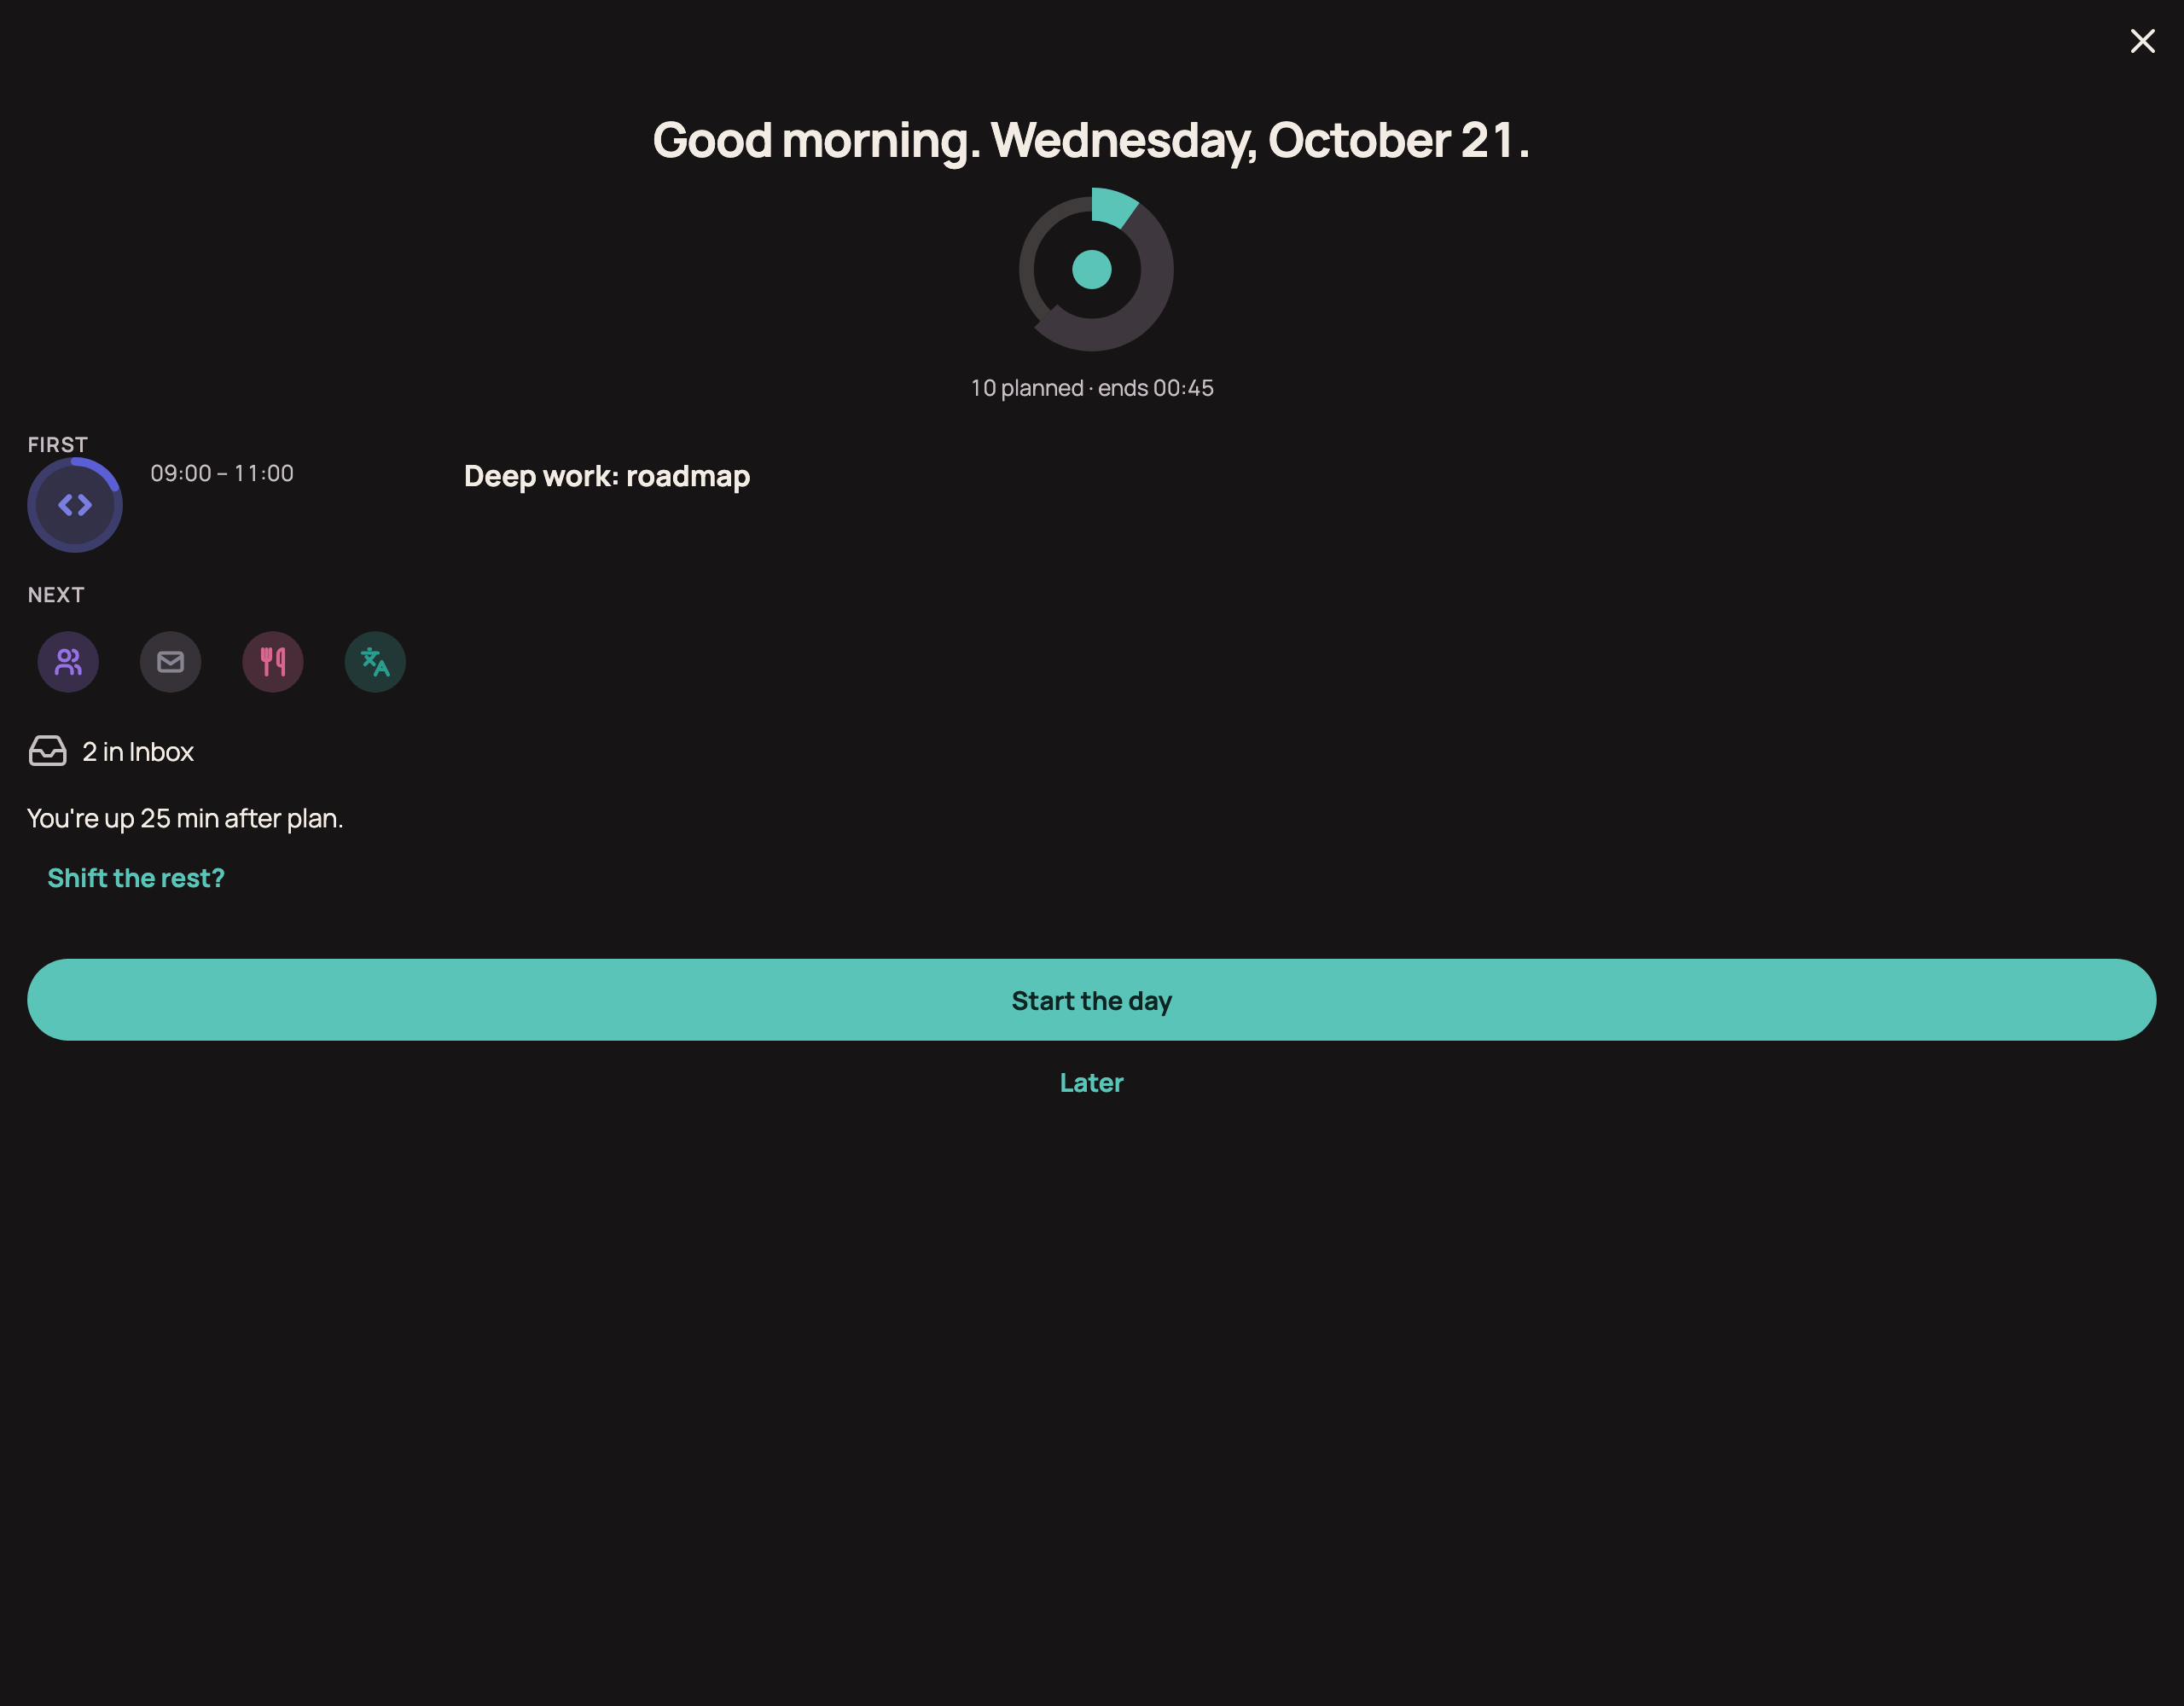 Good morning. Wednesday, October 21.
10 planned · ends 00:45
FIRST
09:00 – 11:00
Deep work: roadmap
NEXT
2 in Inbox
You're up 25 min after plan.
Shift the rest?
Start the day
Later